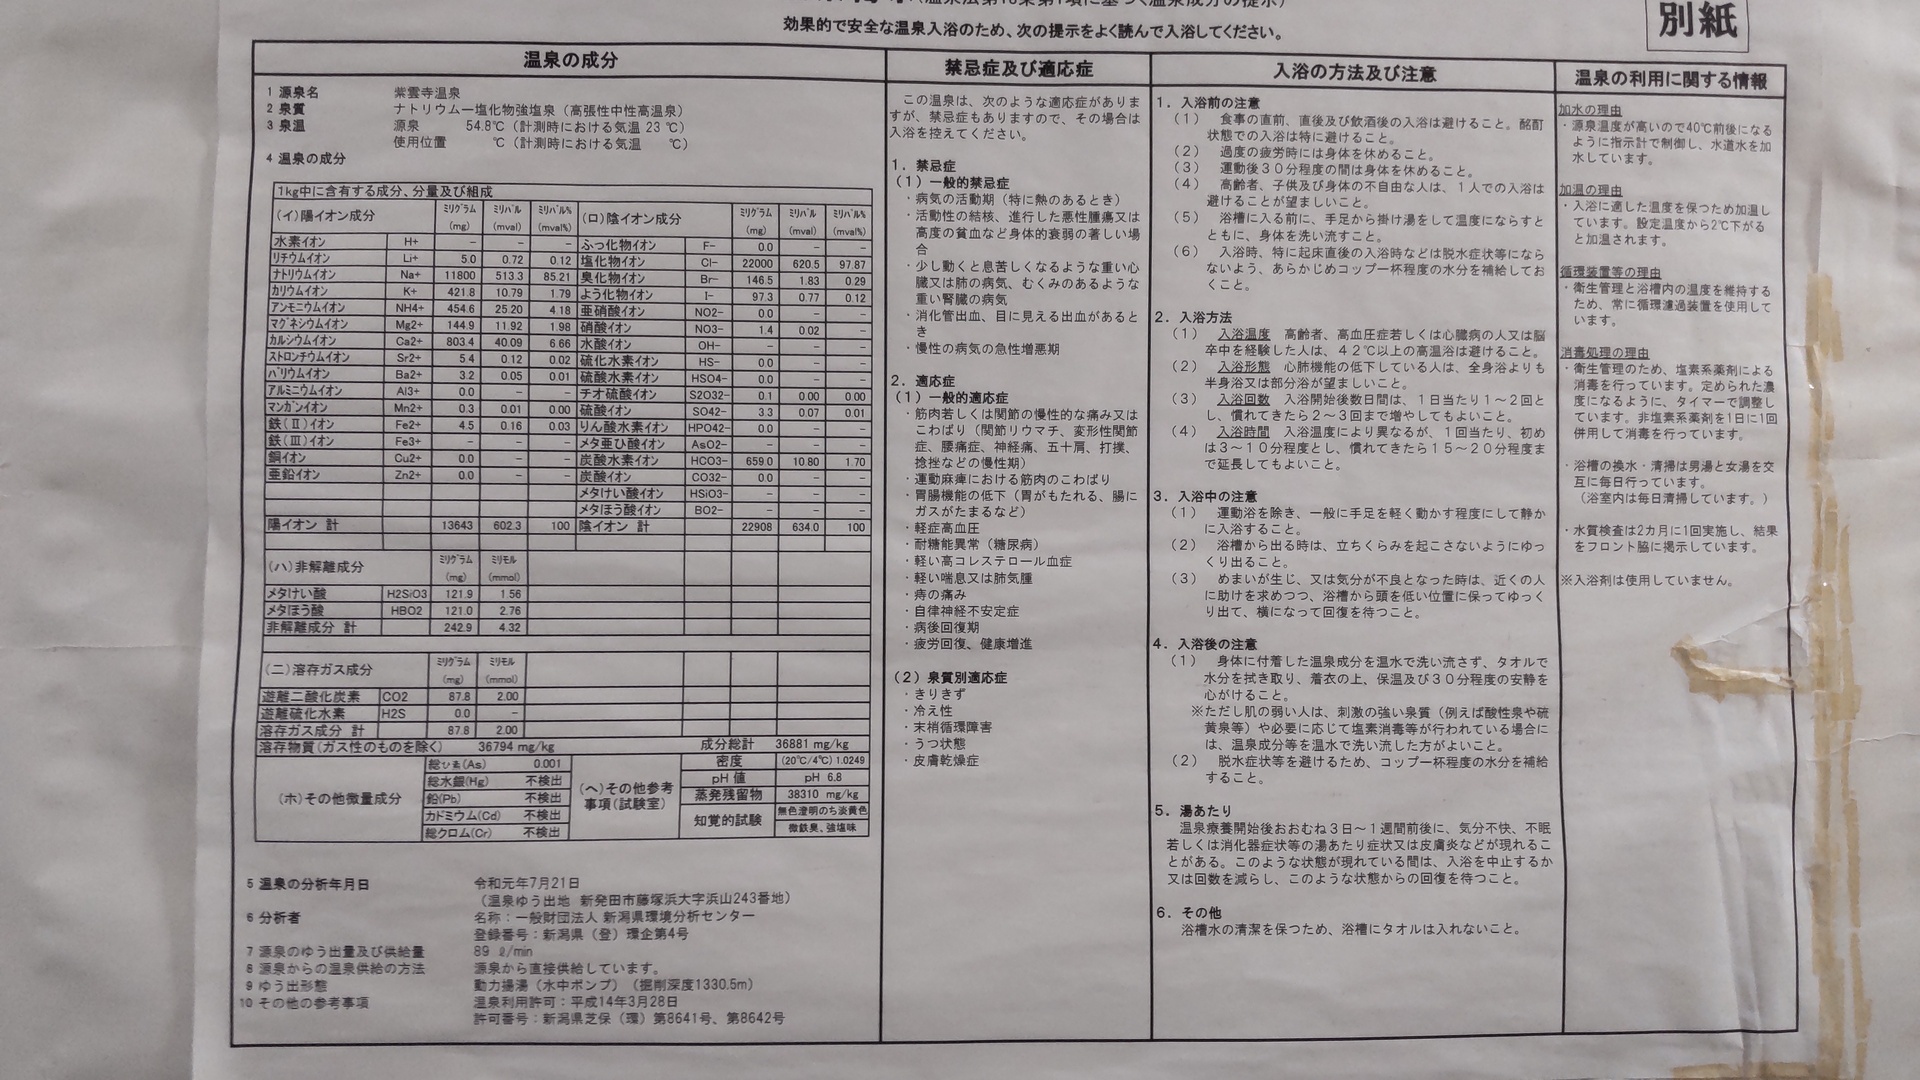 （温泉法第18条第1項に基づく温泉成分の提示）
別紙
効果的で安全な温泉入浴のため、次の提示をよく読んで入浴してください。
温泉の成分
1 源泉名 紫雲寺温泉
2 泉質 ナトリウム－塩化物強塩泉（高張性中性高温泉）
3 泉温 源泉 54.8℃（計測時における気温 23 ℃）
使用位置 ℃（計測時における気温 ℃）
4 温泉の成分
1kg中に含有する成分、分量及び組成
（イ）陽イオン成分 ﾐﾘｸﾞﾗﾑ (mg) ﾐﾘﾊﾞﾙ (mval) ﾐﾘﾊﾞﾙ% (mval%) （ロ）陰イオン成分 ﾐﾘｸﾞﾗﾑ (mg) ﾐﾘﾊﾞﾙ (mval) ﾐﾘﾊﾞﾙ% (mval%)
水素イオン H+ － － － ふっ化物イオン F- 0.0 － －
リチウムイオン Li+ 5.0 0.72 0.12 塩化物イオン Cl- 22000 620.5 97.87
ナトリウムイオン Na+ 11800 513.3 85.21 臭化物イオン Br- 146.5 1.83 0.29
カリウムイオン K+ 421.8 10.79 1.79 よう化物イオン I- 97.3 0.77 0.12
アンモニウムイオン NH4+ 454.6 25.20 4.18 亜硝酸イオン NO2- 0.0 － －
マグネシウムイオン Mg2+ 144.9 11.92 1.98 硝酸イオン NO3- 1.4 0.02 －
カルシウムイオン Ca2+ 803.4 40.09 6.66 水酸イオン OH- － － －
ストロンチウムイオン Sr2+ 5.4 0.12 0.02 硫化水素イオン HS- 0.0 － －
バリウムイオン Ba2+ 3.2 0.05 0.01 硫酸水素イオン HSO4- 0.0 － －
アルミニウムイオン Al3+ 0.0 － － チオ硫酸イオン S2O32- 0.1 0.00 0.00
マンガンイオン Mn2+ 0.3 0.01 0.00 硫酸イオン SO42- 3.3 0.07 0.01
鉄(Ⅱ)イオン Fe2+ 4.5 0.16 0.03 りん酸水素イオン HPO42- 0.0 － －
鉄(Ⅲ)イオン Fe3+ － － － メタ亜ひ酸イオン AsO2- － － －
銅イオン Cu2+ 0.0 － － 炭酸水素イオン HCO3- 659.0 10.80 1.70
亜鉛イオン Zn2+ 0.0 － － 炭酸イオン CO32- 0.0 － －
メタけい酸イオン HSiO3- － － －
メタほう酸イオン BO2- － － －
陽イオン 計 13643 602.3 100 陰イオン 計 22908 634.0 100
（ハ）非解離成分 ﾐﾘｸﾞﾗﾑ (mg) ﾐﾘﾓﾙ (mmol)
メタけい酸 H2SiO3 121.9 1.56
メタほう酸 HBO2 121.0 2.76
非解離成分 計 242.9 4.32
（ニ）溶存ガス成分 ﾐﾘｸﾞﾗﾑ (mg) ﾐﾘﾓﾙ (mmol)
遊離二酸化炭素 CO2 87.8 2.00
遊離硫化水素 H2S 0.0 －
溶存ガス成分 計 87.8 2.00
溶存物質(ガス性のものを除く) 36794 mg/kg 成分総計 36881 mg/kg
（ホ）その他微量成分
総ひ素(As) 0.001
総水銀(Hg) 不検出
鉛(Pb) 不検出
カドミウム(Cd) 不検出
総クロム(Cr) 不検出
（ヘ）その他参考
事項(試験室)
密度 (20℃/4℃) 1.0249
pH 値 pH 6.8
蒸発残留物 38310 mg/kg
知覚的試験 無色澄明のち淡黄色
微鉄臭、強塩味
5 温泉の分析年月日 令和元年7月21日
（温泉ゆう出地 新発田市藤塚浜大字浜山243番地）
6 分析者 名称：一般財団法人 新潟県環境分析センター
登録番号：新潟県（登）環企第4号
7 源泉のゆう出量及び供給量 89 ℓ/min
8 源泉からの温泉供給の方法 源泉から直接供給しています。
9 ゆう出形態 動力揚湯（水中ポンプ）（掘削深度1330.5m）
10 その他の参考事項 温泉利用許可：平成14年3月28日
許可番号：新潟県芝保（環）第8641号、第8642号
禁忌症及び適応症
この温泉は、次のような適応症がありま
すが、禁忌症もありますので、その場合は
入浴を控えてください。
1．禁忌症
（1）一般的禁忌症
・病気の活動期（特に熱のあるとき）
・活動性の結核、進行した悪性腫瘍又は
高度の貧血など身体的衰弱の著しい場
合
・少し動くと息苦しくなるような重い心
臓又は肺の病気、むくみのあるような
重い腎臓の病気
・消化管出血、目に見える出血があると
き
・慢性の病気の急性増悪期
2．適応症
（1）一般的適応症
・筋肉若しくは関節の慢性的な痛み又は
こわばり（関節リウマチ、変形性関節
症、腰痛症、神経痛、五十肩、打撲、
捻挫などの慢性期）
・運動麻痺における筋肉のこわばり
・胃腸機能の低下（胃がもたれる、腸に
ガスがたまるなど）
・軽症高血圧
・耐糖能異常（糖尿病）
・軽い高コレステロール血症
・軽い喘息又は肺気腫
・痔の痛み
・自律神経不安定症
・病後回復期
・疲労回復、健康増進
（2）泉質別適応症
・きりきず
・冷え性
・末梢循環障害
・うつ状態
・皮膚乾燥症
入浴の方法及び注意
1．入浴前の注意
（1） 食事の直前、直後及び飲酒後の入浴は避けること。酩酊
状態での入浴は特に避けること。
（2） 過度の疲労時には身体を休めること。
（3） 運動後３０分程度の間は身体を休めること。
（4） 高齢者、子供及び身体の不自由な人は、１人での入浴は
避けることが望ましいこと。
（5） 浴槽に入る前に、手足から掛け湯をして温度にならすと
ともに、身体を洗い流すこと。
（6） 入浴時、特に起床直後の入浴時などは脱水症状等になら
ないよう、あらかじめコップ一杯程度の水分を補給してお
くこと。
2．入浴方法
（1） 入浴温度 高齢者、高血圧症若しくは心臓病の人又は脳
卒中を経験した人は、４２℃以上の高温浴は避けること。
（2） 入浴形態 心肺機能の低下している人は、全身浴よりも
半身浴又は部分浴が望ましいこと。
（3） 入浴回数 入浴開始後数日間は、１日当たり１～２回と
し、慣れてきたら２～３回まで増やしてもよいこと。
（4） 入浴時間 入浴温度により異なるが、１回当たり、初め
は３～１０分程度とし、慣れてきたら１５～２０分程度ま
で延長してもよいこと。
3．入浴中の注意
（1） 運動浴を除き、一般に手足を軽く動かす程度にして静か
に入浴すること。
（2） 浴槽から出る時は、立ちくらみを起こさないようにゆっ
くり出ること。
（3） めまいが生じ、又は気分が不良となった時は、近くの人
に助けを求めつつ、浴槽から頭を低い位置に保ってゆっく
り出て、横になって回復を待つこと。
4．入浴後の注意
（1） 身体に付着した温泉成分を温水で洗い流さず、タオルで
水分を拭き取り、着衣の上、保温及び３０分程度の安静を
心がけること。
※ただし肌の弱い人は、刺激の強い泉質（例えば酸性泉や硫
黄泉等）や必要に応じて塩素消毒等が行われている場合に
は、温泉成分等を温水で洗い流した方がよいこと。
（2） 脱水症状等を避けるため、コップ一杯程度の水分を補給
すること。
5．湯あたり
温泉療養開始後おおむね３日～１週間前後に、気分不快、不眠
若しくは消化器症状等の湯あたり症状又は皮膚炎などが現れるこ
とがある。このような状態が現れている間は、入浴を中止するか
又は回数を減らし、このような状態からの回復を待つこと。
6．その他
浴槽水の清潔を保つため、浴槽にタオルは入れないこと。
温泉の利用に関する情報
加水の理由
・源泉温度が高いので40℃前後になる
ように指示計で制御し、水道水を加
水しています。
加温の理由
・入浴に適した温度を保つため加温し
ています。設定温度から2℃下がる
と加温されます。
循環装置等の理由
・衛生管理と浴槽内の温度を維持する
ため、常に循環濾過装置を使用して
います。
消毒処理の理由
・衛生管理のため、塩素系薬剤による
消毒を行っています。定められた濃
度になるように、タイマーで調整し
ています。非塩素系薬剤を1日に1回
併用して消毒を行っています。
・浴槽の換水・清掃は男湯と女湯を交
互に毎日行っています。
（浴室内は毎日清掃しています。）
・水質検査は2カ月に1回実施し、結果
をフロント脇に掲示しています。
※入浴剤は使用していません。